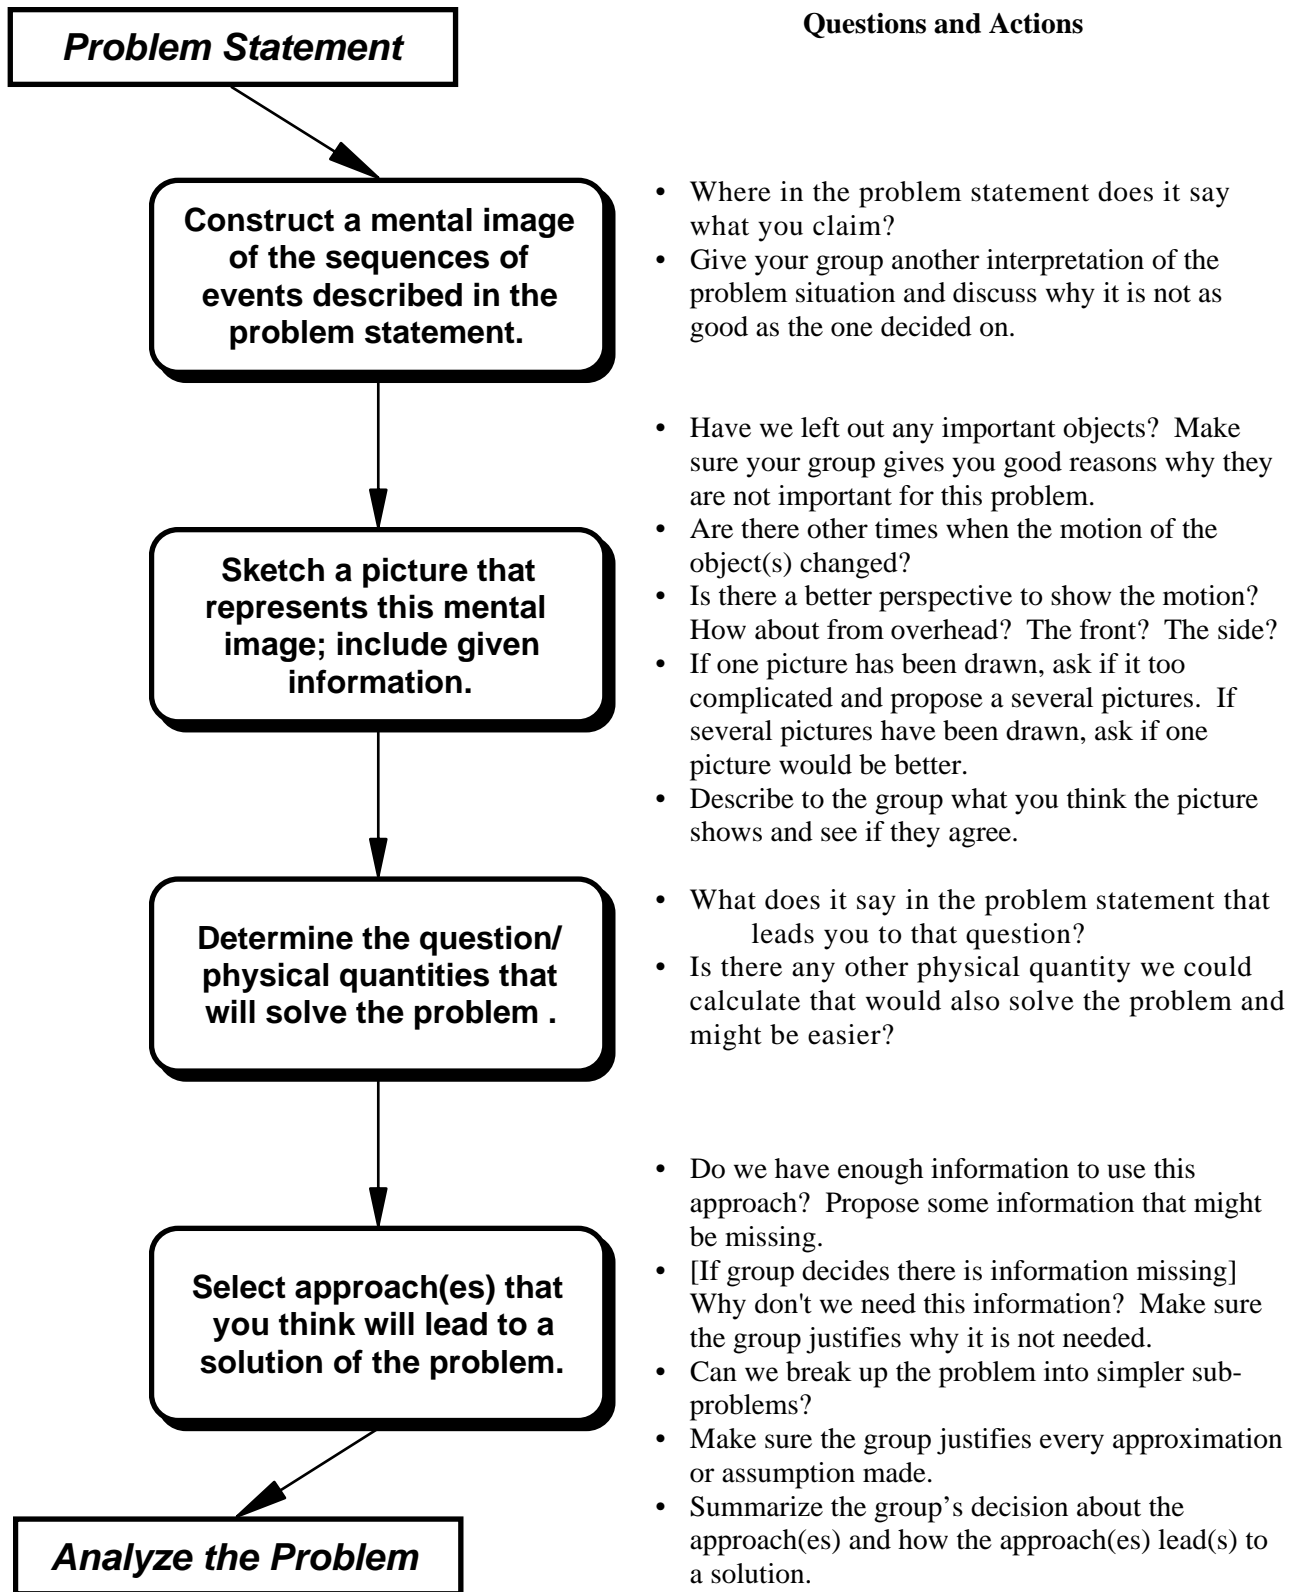 Questions and Actions
Problem Statement
Construct a mental image
of the sequences of
events described in the
problem statement.
• Where in the problem statement does it say
what you claim?
• Give your group another interpretation of the
problem situation and discuss why it is not as
good as the one decided on.
Sketch a picture that
represents this mental
image; include given
information.
• Have we left out any important objects? Make
sure your group gives you good reasons why they
are not important for this problem.
• Are there other times when the motion of the
object(s) changed?
• Is there a better perspective to show the motion?
How about from overhead? The front? The side?
• If one picture has been drawn, ask if it too
complicated and propose a several pictures. If
several pictures have been drawn, ask if one
picture would be better.
• Describe to the group what you think the picture
shows and see if they agree.
Determine the question/
physical quantities that
will solve the problem .
• What does it say in the problem statement that
leads you to that question?
• Is there any other physical quantity we could
calculate that would also solve the problem and
might be easier?
Select approach(es) that
you think will lead to a
solution of the problem.
• Do we have enough information to use this
approach? Propose some information that might
be missing.
• [If group decides there is information missing]
Why don't we need this information? Make sure
the group justifies why it is not needed.
• Can we break up the problem into simpler sub-
problems?
• Make sure the group justifies every approximation
or assumption made.
• Summarize the group’s decision about the
approach(es) and how the approach(es) lead(s) to
a solution.
Analyze the Problem